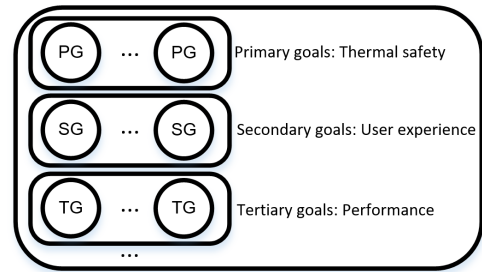 PG ... PG Primary goals: Thermal safety
SG ... SG Secondary goals: User experience
TG ... TG Tertiary goals: Performance
...